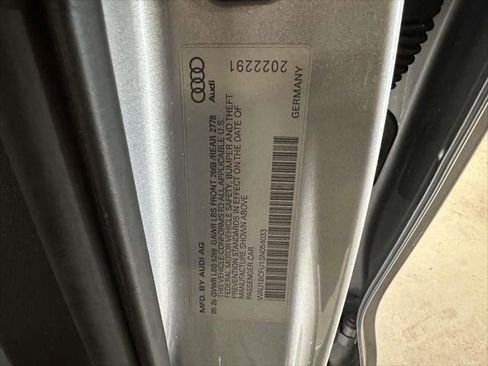 2022291
Audi
GERMANY
MFD. BY AUDI AG
05 25 GVWR LBS 5269 GAWR LBS FRONT 2668 /REAR 2778
THIS VEHICLE CONFORMS TO ALL APPLICABLE U.S.
FEDERAL MOTOR VEHICLE SAFETY, BUMPER AND THEFT
PREVENTION STANDARDS IN EFFECT ON THE DATE OF
MANUFACTURE SHOWN ABOVE
PASSENGER CAR